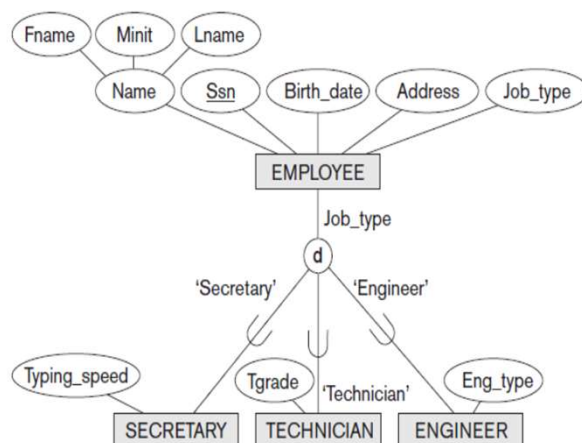 Fname Minit Lname
Name Ssn Birth_date Address Job_type
EMPLOYEE
Job_type
d
'Secretary' 'Engineer'
Typing_speed Tgrade 'Technician' Eng_type
SECRETARY TECHNICIAN ENGINEER